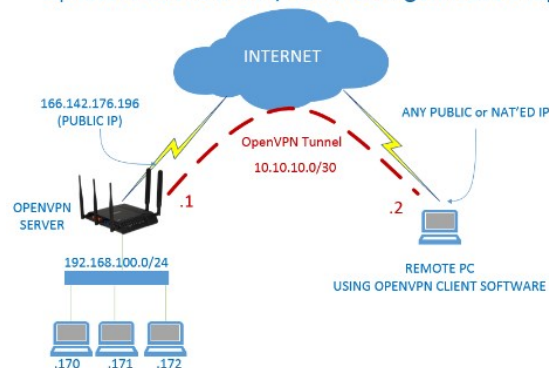 INTERNET
166.142.176.196
(PUBLIC IP)
ANY PUBLIC or NAT'ED IP
OpenVPN Tunnel
10.10.10.0/30
.1
.2
OPENVPN
SERVER
192.168.100.0/24
REMOTE PC
USING OPENVPN CLIENT SOFTWARE
.170
.171
.172